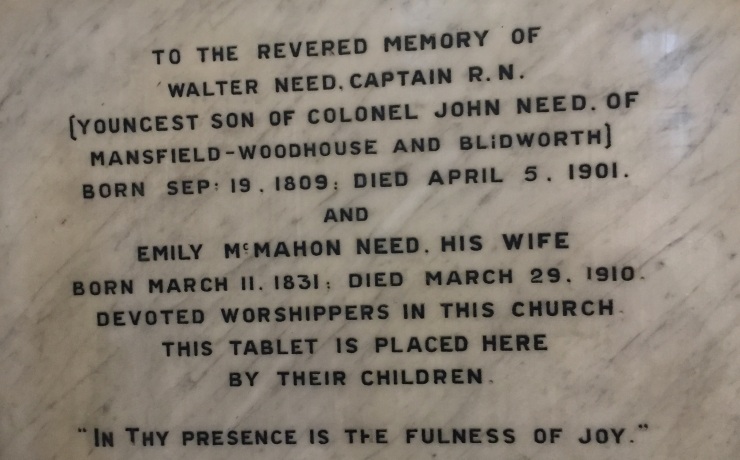 TO THE REVERED MEMORY OF
WALTER NEED. CAPTAIN R.N.
[YOUNGEST SON OF COLONEL JOHN NEED. OF
MANSFIELD-WOODHOUSE AND BLiDWORTH]
BORN SEP: 19. 1809; DIED APRIL 5. 1901.
AND
EMILY McMAHON NEED. HIS WIFE
BORN MARCH 11. 1831; DIED MARCH 29. 1910.
DEVOTED WORSHIPPERS IN THIS CHURCH.
THIS TABLET IS PLACED HERE
BY THEIR CHILDREN.
"IN THY PRESENCE IS THE FULNESS OF JOY."